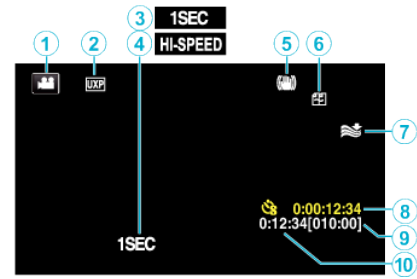 ③ 1SEC
④ HI-SPEED
① ② ⑤ ⑥
UXP
⑦
0:00:12:34 ⑧
0:12:34[010:00] ⑨
1SEC
⑩